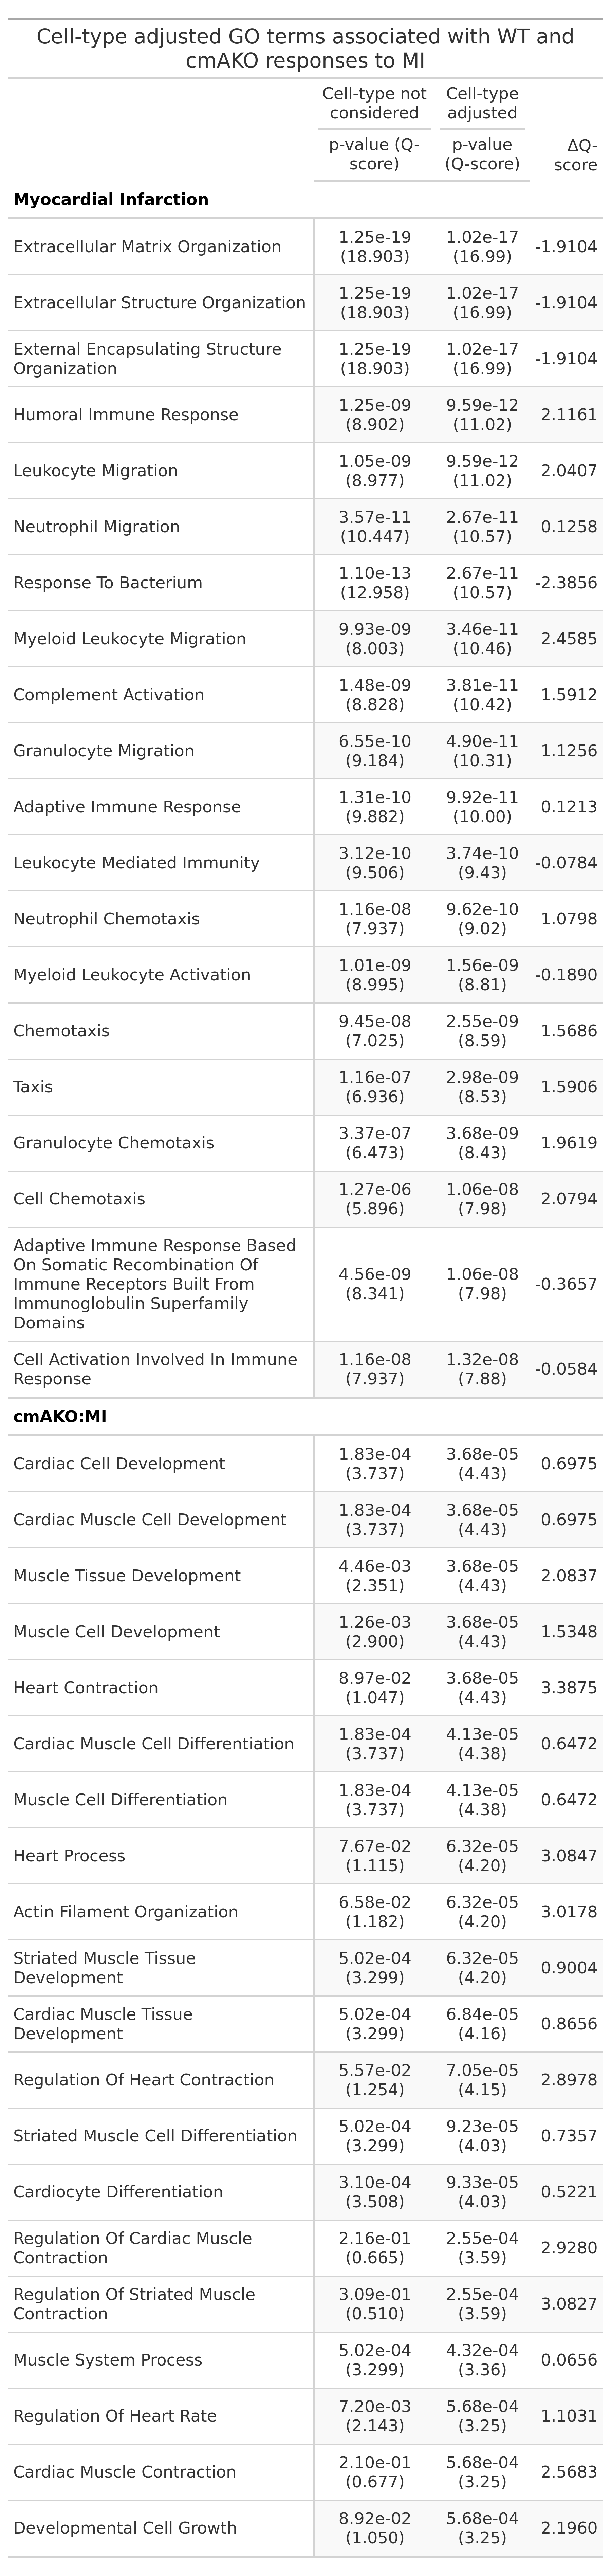 Cell-type adjusted GO terms associated with WT and
cmAKO responses to MI
Cell-type not
considered
Cell-type
adjusted
p-value (Q-
score)
p-value
(Q-score)
ΔQ-
score
Myocardial Infarction
Extracellular Matrix Organization
1.25e-19
(18.903)
1.02e-17
(16.99)
-1.9104
Extracellular Structure Organization
1.25e-19
(18.903)
1.02e-17
(16.99)
-1.9104
External Encapsulating Structure
Organization
1.25e-19
(18.903)
1.02e-17
(16.99)
-1.9104
Humoral Immune Response
1.25e-09
(8.902)
9.59e-12
(11.02)
2.1161
Leukocyte Migration
1.05e-09
(8.977)
9.59e-12
(11.02)
2.0407
Neutrophil Migration
3.57e-11
(10.447)
2.67e-11
(10.57)
0.1258
Response To Bacterium
1.10e-13
(12.958)
2.67e-11
(10.57)
-2.3856
Myeloid Leukocyte Migration
9.93e-09
(8.003)
3.46e-11
(10.46)
2.4585
Complement Activation
1.48e-09
(8.828)
3.81e-11
(10.42)
1.5912
Granulocyte Migration
6.55e-10
(9.184)
4.90e-11
(10.31)
1.1256
Adaptive Immune Response
1.31e-10
(9.882)
9.92e-11
(10.00)
0.1213
Leukocyte Mediated Immunity
3.12e-10
(9.506)
3.74e-10
(9.43)
-0.0784
Neutrophil Chemotaxis
1.16e-08
(7.937)
9.62e-10
(9.02)
1.0798
Myeloid Leukocyte Activation
1.01e-09
(8.995)
1.56e-09
(8.81)
-0.1890
Chemotaxis
9.45e-08
(7.025)
2.55e-09
(8.59)
1.5686
Taxis
1.16e-07
(6.936)
2.98e-09
(8.53)
1.5906
Granulocyte Chemotaxis
3.37e-07
(6.473)
3.68e-09
(8.43)
1.9619
Cell Chemotaxis
1.27e-06
(5.896)
1.06e-08
(7.98)
2.0794
Adaptive Immune Response Based
On Somatic Recombination Of
Immune Receptors Built From
Immunoglobulin Superfamily
Domains
4.56e-09
(8.341)
1.06e-08
(7.98)
-0.3657
Cell Activation Involved In Immune
Response
1.16e-08
(7.937)
1.32e-08
(7.88)
-0.0584
cmAKO:MI
Cardiac Cell Development
1.83e-04
(3.737)
3.68e-05
(4.43)
0.6975
Cardiac Muscle Cell Development
1.83e-04
(3.737)
3.68e-05
(4.43)
0.6975
Muscle Tissue Development
4.46e-03
(2.351)
3.68e-05
(4.43)
2.0837
Muscle Cell Development
1.26e-03
(2.900)
3.68e-05
(4.43)
1.5348
Heart Contraction
8.97e-02
(1.047)
3.68e-05
(4.43)
3.3875
Cardiac Muscle Cell Differentiation
1.83e-04
(3.737)
4.13e-05
(4.38)
0.6472
Muscle Cell Differentiation
1.83e-04
(3.737)
4.13e-05
(4.38)
0.6472
Heart Process
7.67e-02
(1.115)
6.32e-05
(4.20)
3.0847
Actin Filament Organization
6.58e-02
(1.182)
6.32e-05
(4.20)
3.0178
Striated Muscle Tissue
Development
5.02e-04
(3.299)
6.32e-05
(4.20)
0.9004
Cardiac Muscle Tissue
Development
5.02e-04
(3.299)
6.84e-05
(4.16)
0.8656
Regulation Of Heart Contraction
5.57e-02
(1.254)
7.05e-05
(4.15)
2.8978
Striated Muscle Cell Differentiation
5.02e-04
(3.299)
9.23e-05
(4.03)
0.7357
Cardiocyte Differentiation
3.10e-04
(3.508)
9.33e-05
(4.03)
0.5221
Regulation Of Cardiac Muscle
Contraction
2.16e-01
(0.665)
2.55e-04
(3.59)
2.9280
Regulation Of Striated Muscle
Contraction
3.09e-01
(0.510)
2.55e-04
(3.59)
3.0827
Muscle System Process
5.02e-04
(3.299)
4.32e-04
(3.36)
0.0656
Regulation Of Heart Rate
7.20e-03
(2.143)
5.68e-04
(3.25)
1.1031
Cardiac Muscle Contraction
2.10e-01
(0.677)
5.68e-04
(3.25)
2.5683
Developmental Cell Growth
8.92e-02
(1.050)
5.68e-04
(3.25)
2.1960